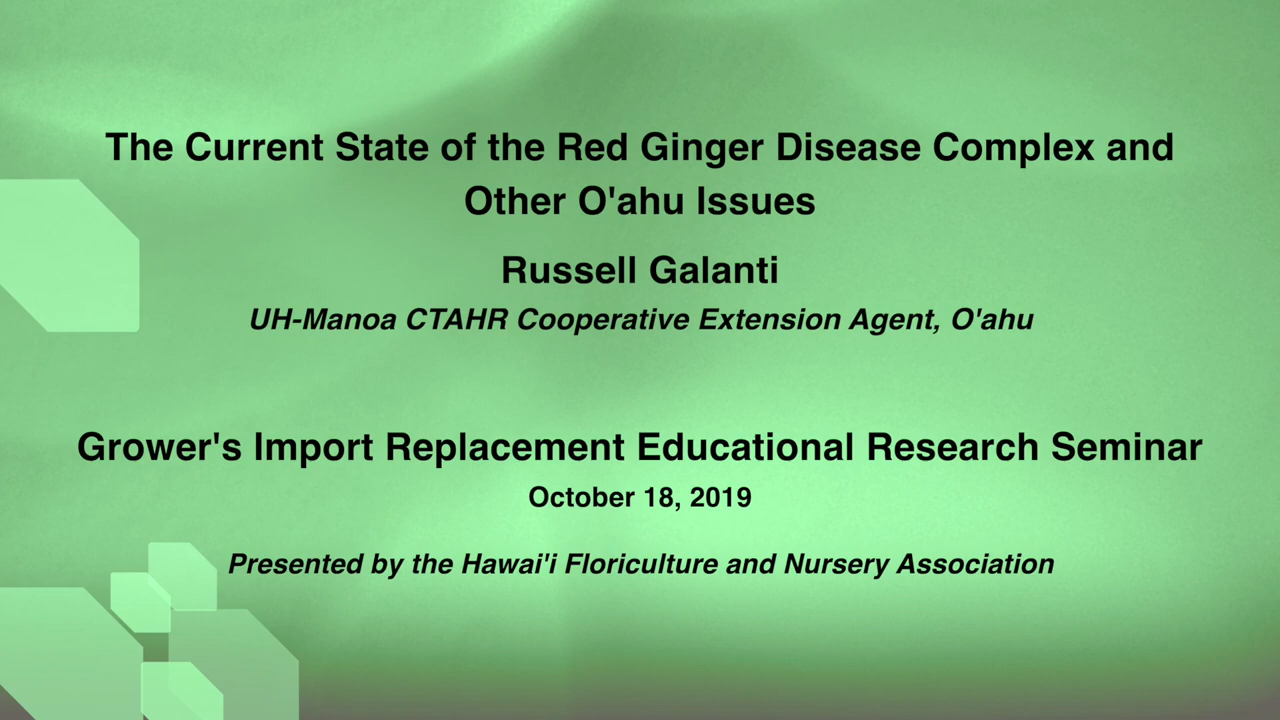 The Current State of the Red Ginger Disease Complex and
Other O'ahu Issues
Russell Galanti
UH-Manoa CTAHR Cooperative Extension Agent, O'ahu
Grower's Import Replacement Educational Research Seminar
October 18, 2019
Presented by the Hawai'i Floriculture and Nursery Association